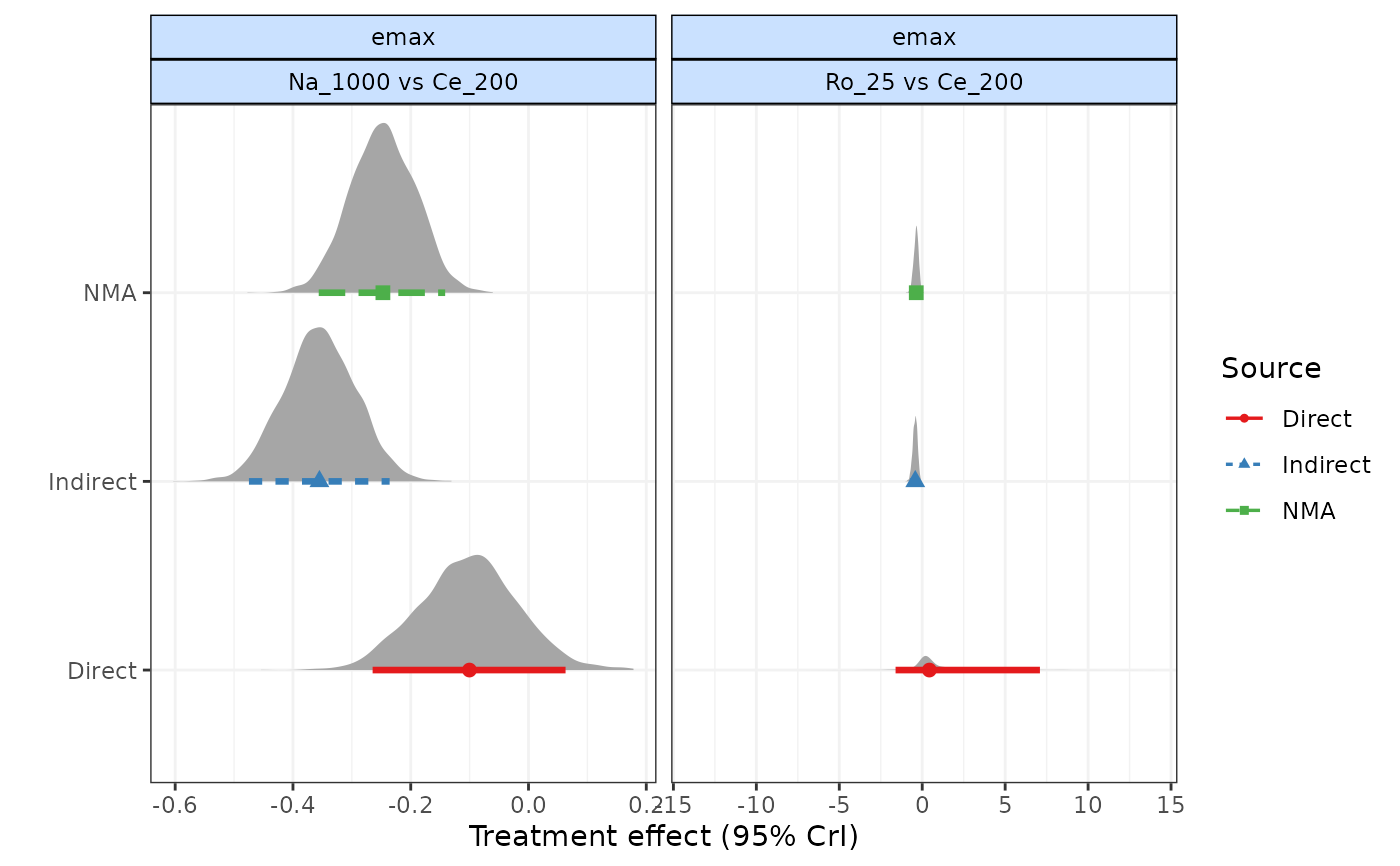 emax emax
Na_1000 vs Ce_200 Ro_25 vs Ce_200
NMA
Indirect
Direct
-0.6 -0.4 -0.2 0.0 0.2 15 -10 -5 0 5 10 15
Treatment effect (95% CrI)
Source
Direct
Indirect
NMA